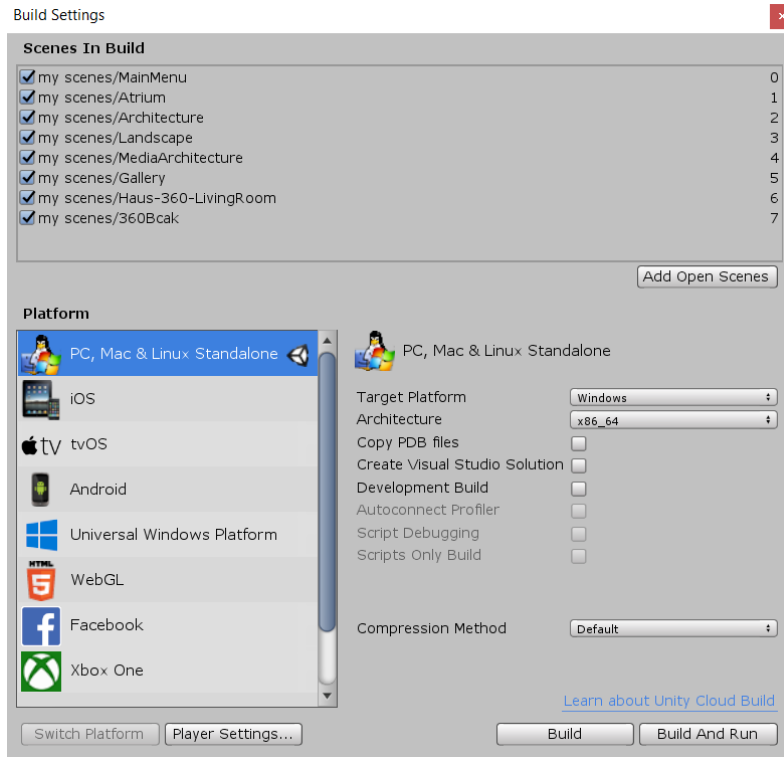 Build Settings
Scenes In Build
my scenes/MainMenu 0
my scenes/Atrium 1
my scenes/Architecture 2
my scenes/Landscape 3
my scenes/MediaArchitecture 4
my scenes/Gallery 5
my scenes/Haus-360-LivingRoom 6
my scenes/360Bcak 7
Add Open Scenes
Platform
PC, Mac & Linux Standalone
iOS
tv tvOS
Android
Universal Windows Platform
HTML 5 WebGL
f Facebook
Xbox One
PC, Mac & Linux Standalone
Target Platform Windows
Architecture x86_64
Copy PDB files
Create Visual Studio Solution
Development Build
Autoconnect Profiler
Script Debugging
Scripts Only Build
Compression Method Default
Learn about Unity Cloud Build
Switch Platform Player Settings... Build Build And Run